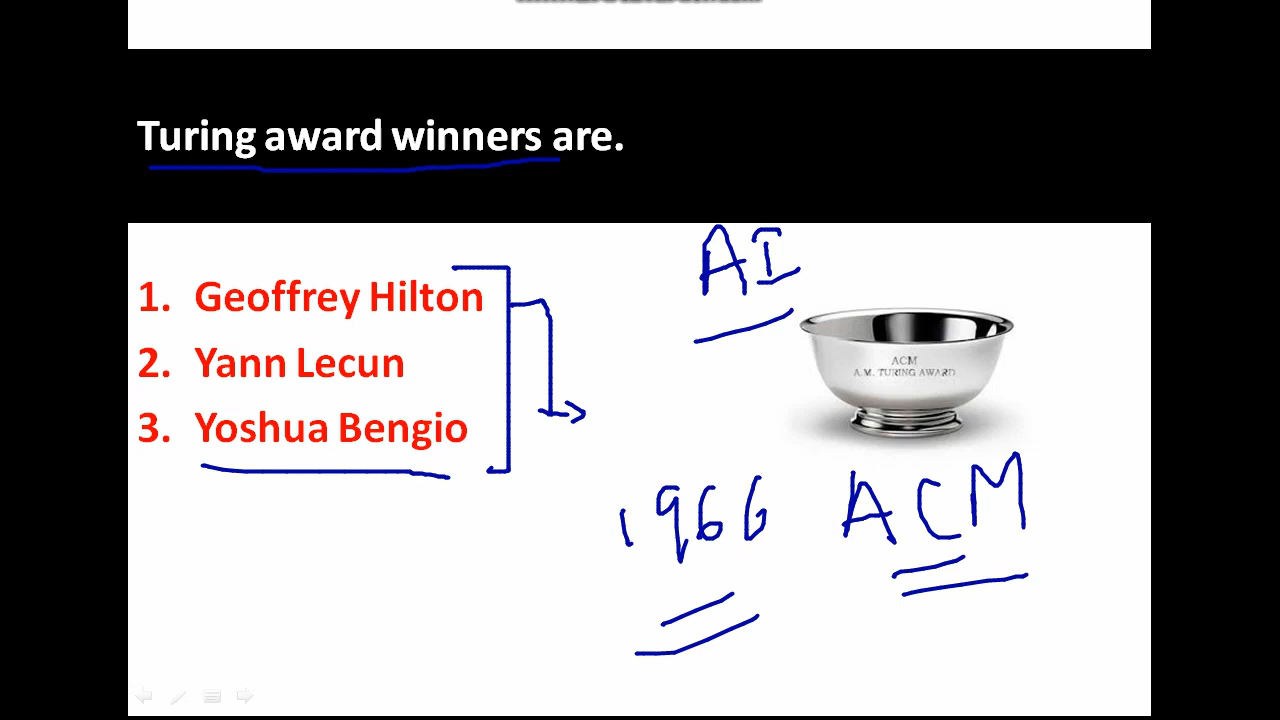 Turing award winners are.
AI
1. Geoffrey Hilton
2. Yann Lecun
3. Yoshua Bengio
ACM
A.M. TURING AWARD
1966 ACM